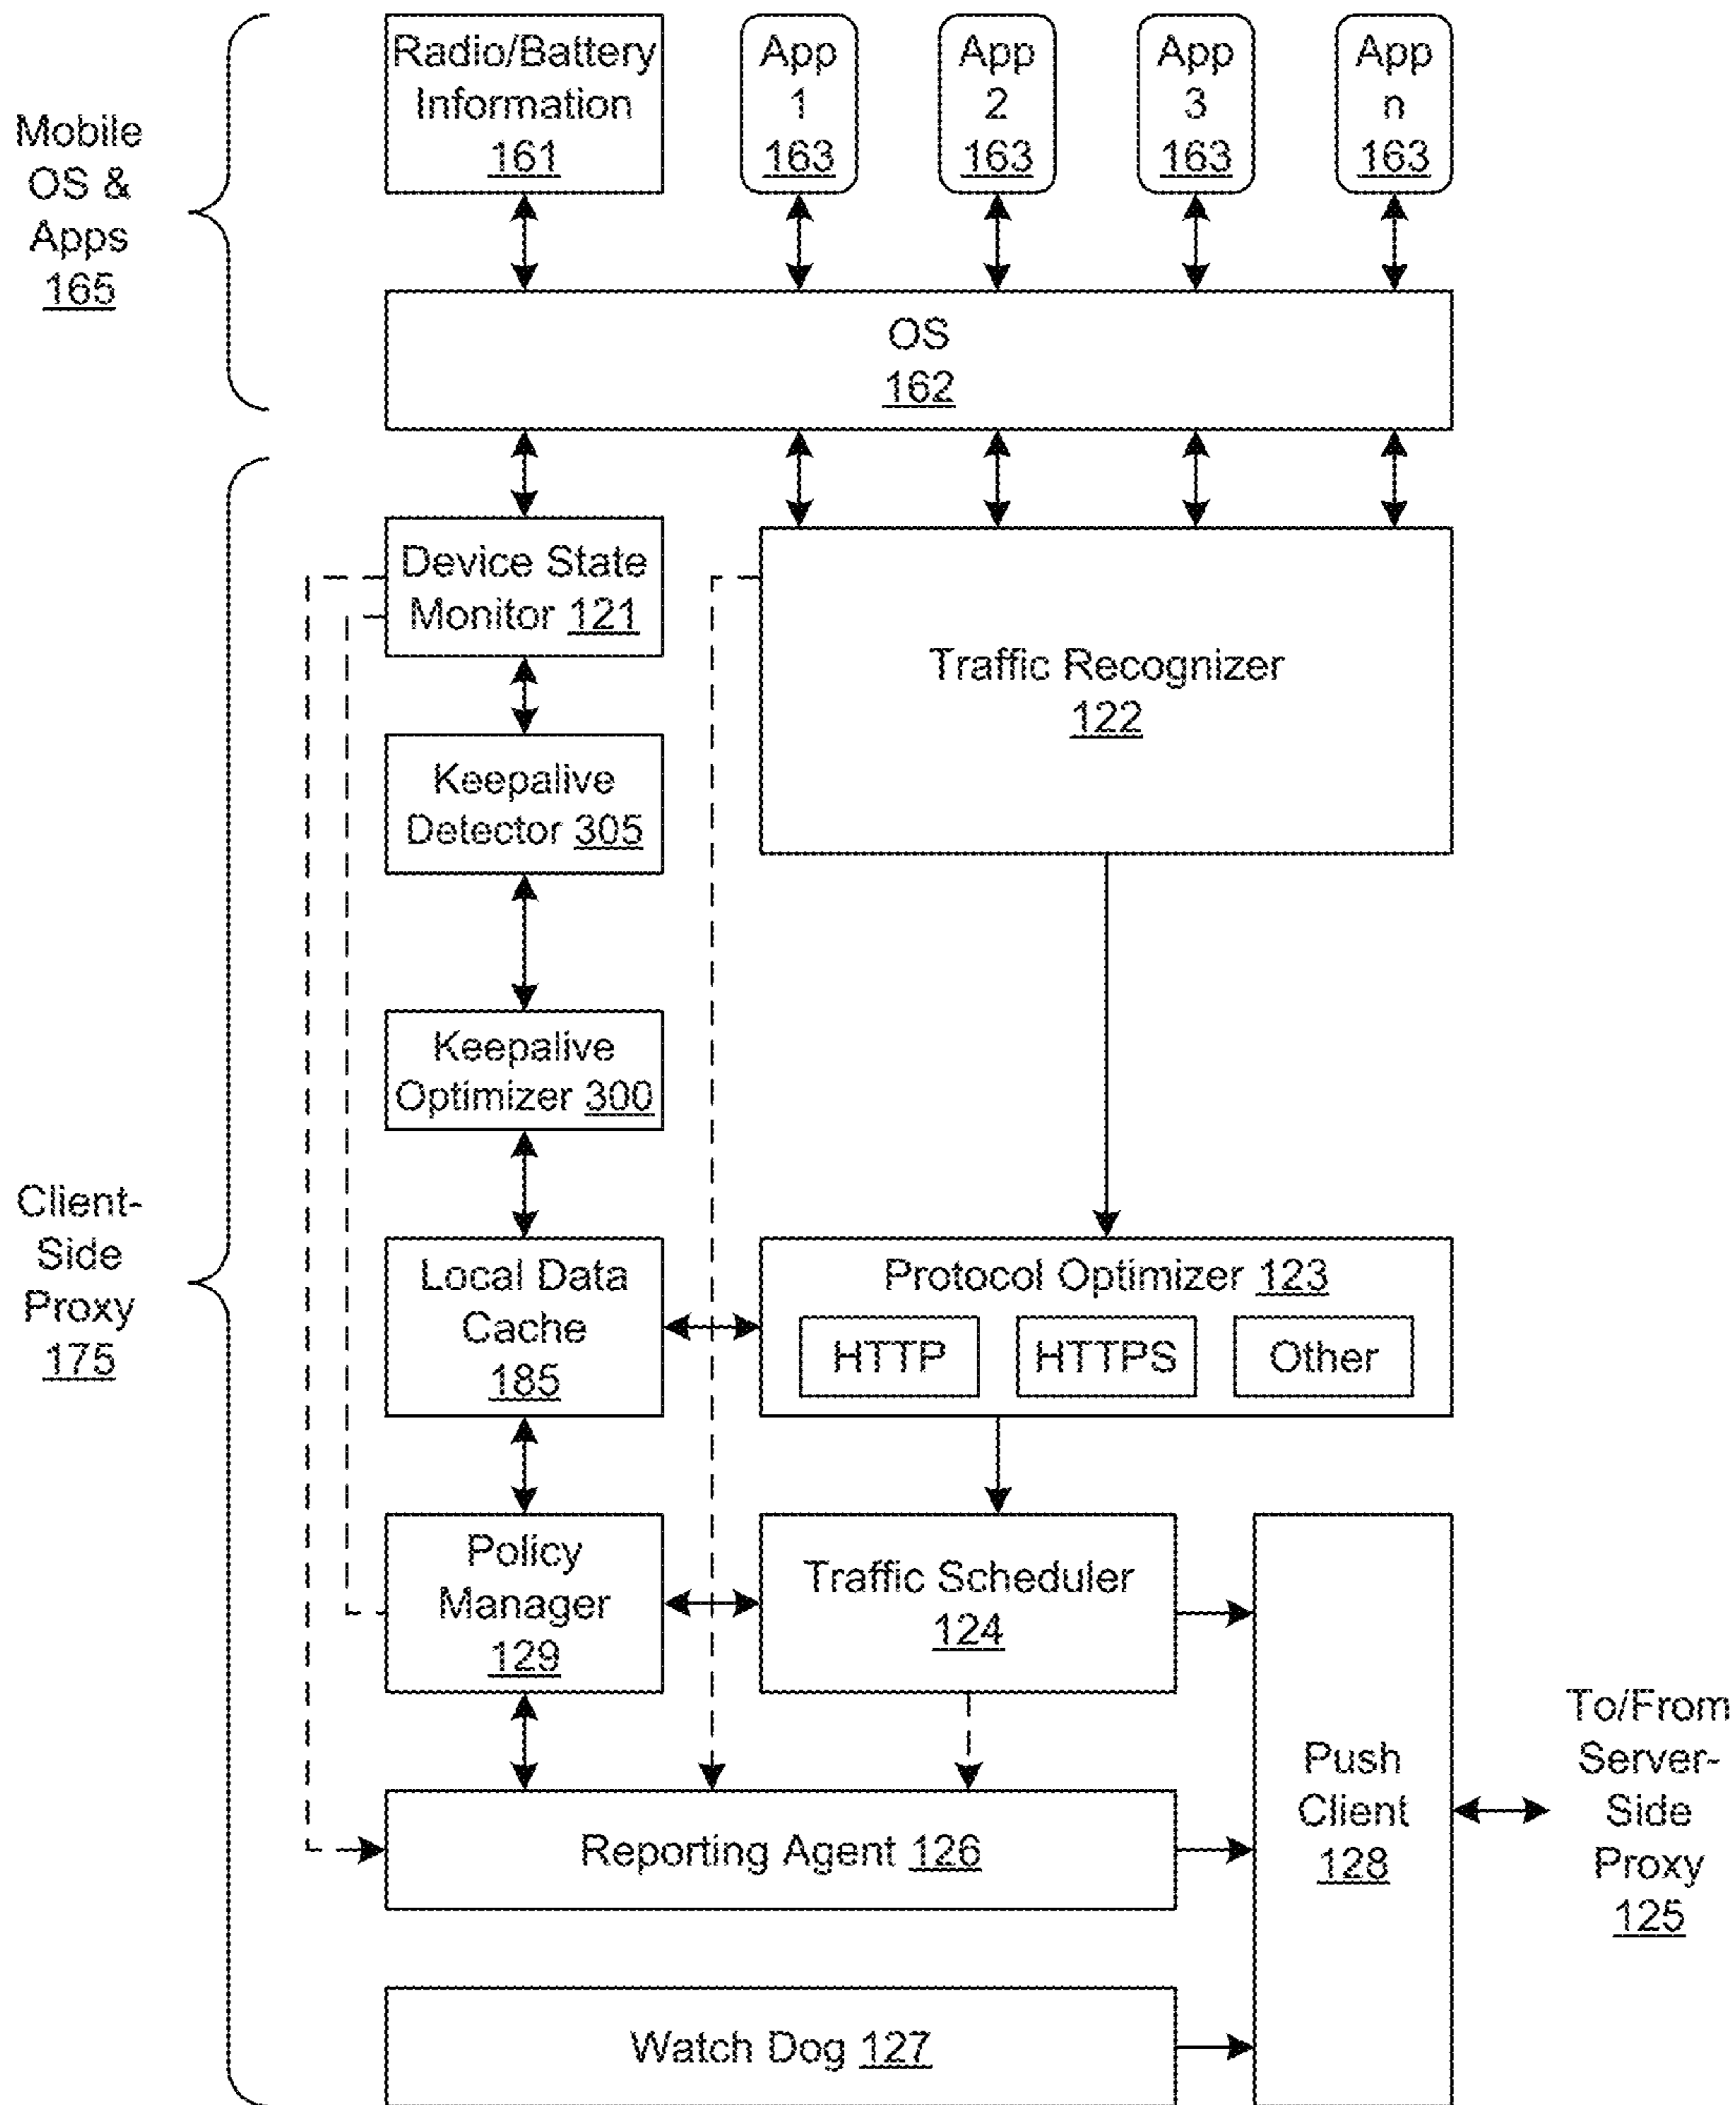 Mobile
OS &
Apps
165
Radio/Battery
Information
161
App
1
163
App
2
163
App
3
163
App
n
163
OS
162
Client-
Side
Proxy
175
Device State
Monitor 121
Traffic Recognizer
122
Keepalive
Detector 305
Keepalive
Optimizer 300
Local Data
Cache
185
Protocol Optimizer 123
HTTP
HTTPS
Other
Policy
Manager
129
Traffic Scheduler
124
Reporting Agent 126
Watch Dog 127
Push
Client
128
To/From
Server-
Side
Proxy
125